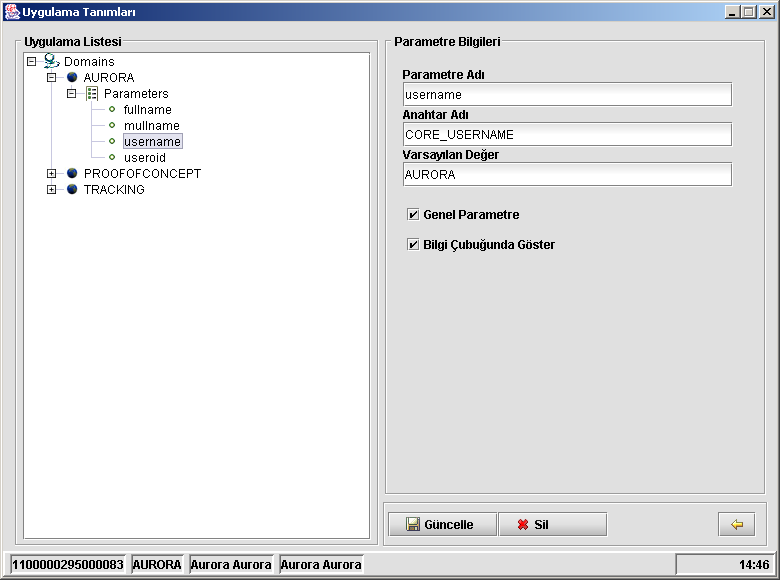 Uygulama Tanımları
Uygulama Listesi
Domains
AURORA
Parameters
fullname
mullname
username
useroid
PROOFOFCONCEPT
TRACKING
Parametre Bilgileri
Parametre Adı
username
Anahtar Adı
CORE_USERNAME
Varsayılan Değer
AURORA
Genel Parametre
Bilgi Çubuğunda Göster
Güncelle
Sil
1100000295000083 AURORA Aurora Aurora Aurora Aurora 14:46